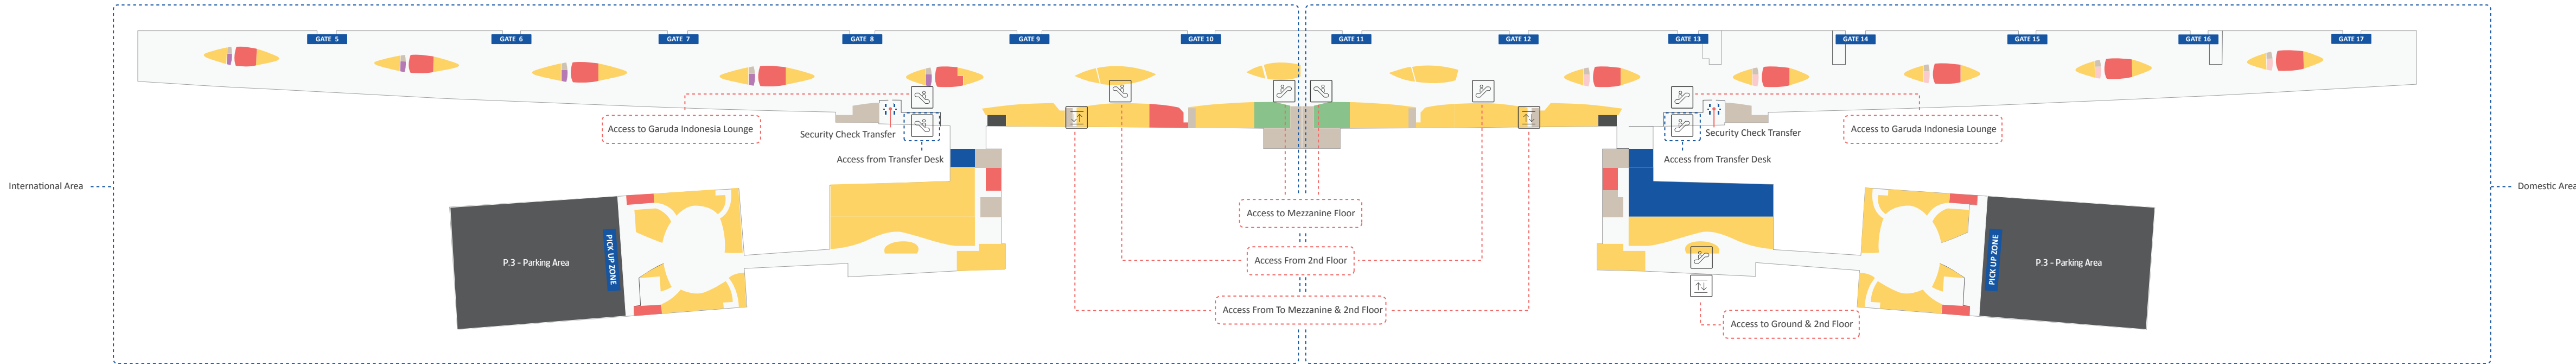 GATE 5
GATE 6
GATE 7
GATE 8
GATE 9
GATE 10
GATE 11
GATE 12
GATE 13
GATE 14
GATE 15
GATE 16
GATE 17
Access to Garuda Indonesia Lounge
Security Check Transfer
Access from Transfer Desk
Security Check Transfer
Access from Transfer Desk
Access to Garuda Indonesia Lounge
International Area
Domestic Area
Access to Mezzanine Floor
Access From 2nd Floor
Access From To Mezzanine & 2nd Floor
P.3 - Parking Area
PICK UP ZONE
PICK UP ZONE
P.3 - Parking Area
Access to Ground & 2nd Floor